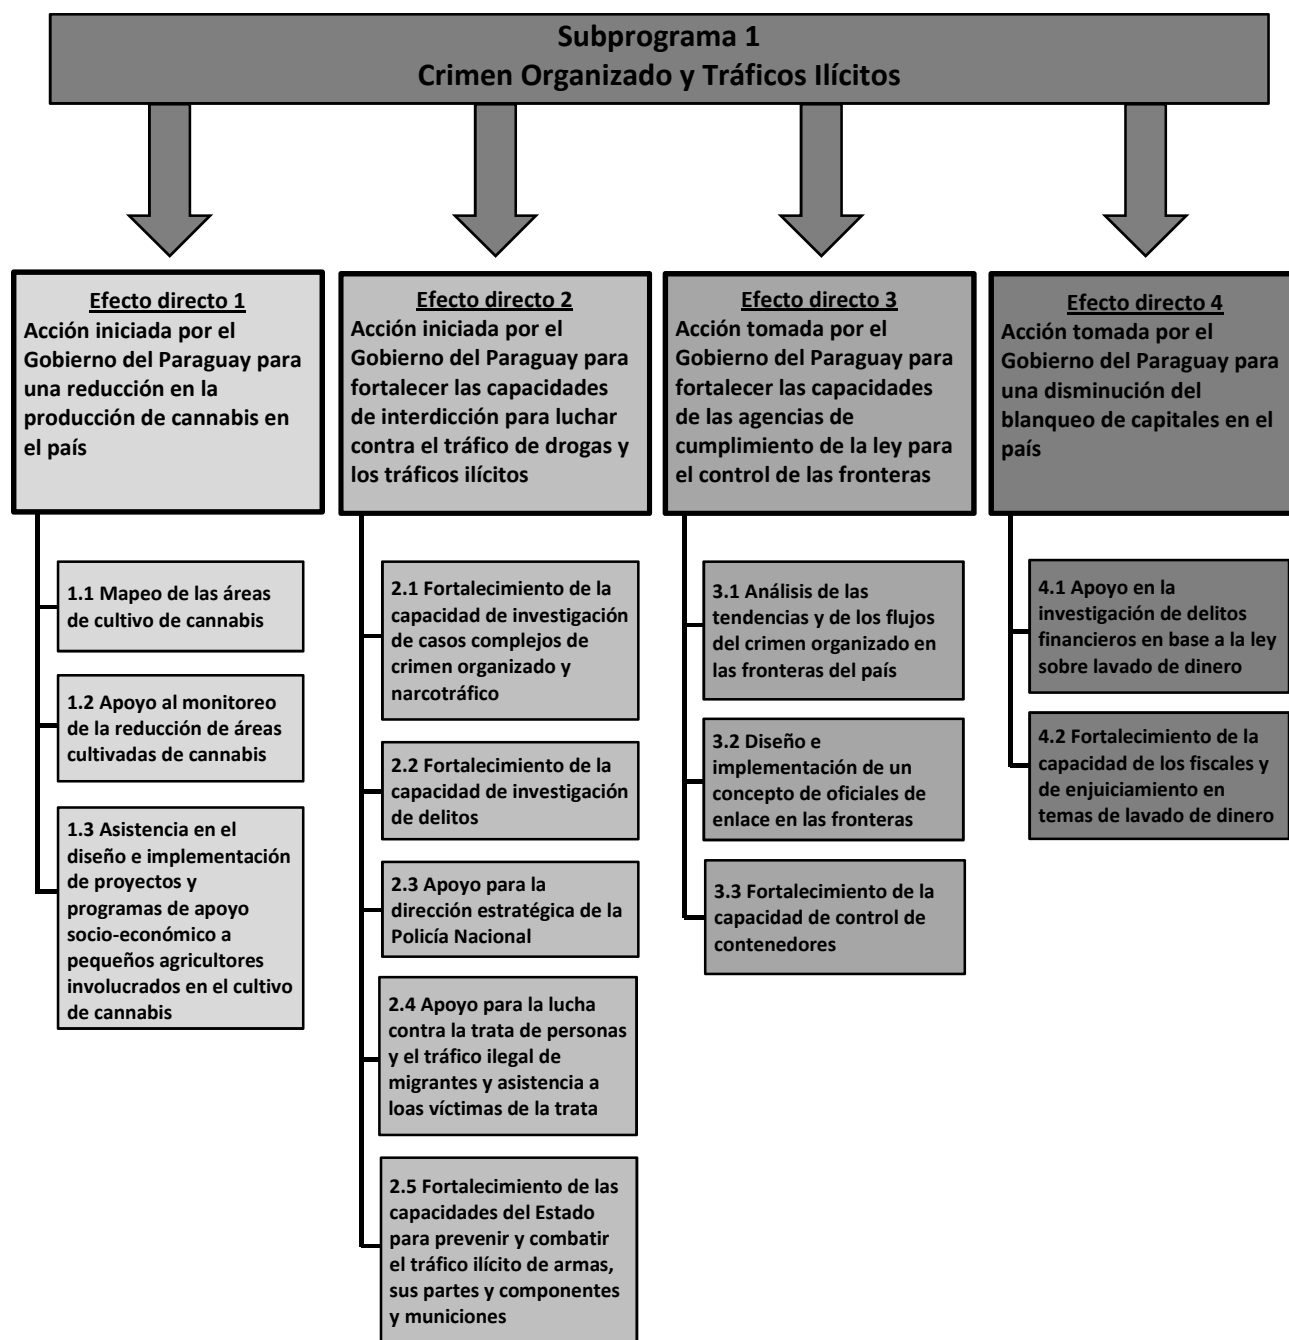 Subprograma 1
Crimen Organizado y Tráficos Ilícitos
Efecto directo 1
Acción iniciada por el
Gobierno del Paraguay para
una reducción en la
producción de cannabis en
el país
1.1 Mapeo de las áreas
de cultivo de cannabis
1.2 Apoyo al monitoreo
de la reducción de áreas
cultivadas de cannabis
1.3 Asistencia en el
diseño e implementación
de proyectos y
programas de apoyo
socio-económico a
pequeños agricultores
involucrados en el cultivo
de cannabis
Efecto directo 2
Acción iniciada por el
Gobierno del Paraguay para
fortalecer las capacidades
de interdicción para luchar
contra el tráfico de drogas y
los tráficos ilícitos
2.1 Fortalecimiento de la
capacidad de investigación
de casos complejos de
crimen organizado y
narcotráfico
2.2 Fortalecimiento de la
capacidad de investigación
de delitos
2.3 Apoyo para la
dirección estratégica de la
Policía Nacional
2.4 Apoyo para la lucha
contra la trata de personas
y el tráfico ilegal de
migrantes y asistencia a
loas víctimas de la trata
2.5 Fortalecimiento de las
capacidades del Estado
para prevenir y combatir
el tráfico ilícito de armas,
sus partes y componentes
y municiones
Efecto directo 3
Acción tomada por el
Gobierno del Paraguay para
fortalecer las capacidades
de las agencias de
cumplimiento de la ley para
el control de las fronteras
3.1 Análisis de las
tendencias y de los flujos
del crimen organizado en
las fronteras del país
3.2 Diseño e
implementación de un
concepto de oficiales de
enlace en las fronteras
3.3 Fortalecimiento de la
capacidad de control de
contenedores
Efecto directo 4
Acción tomada por el
Gobierno del Paraguay para
una disminución del
blanqueo de capitales en el
país
4.1 Apoyo en la
investigación de delitos
financieros en base a la ley
sobre lavado de dinero
4.2 Fortalecimiento de la
capacidad de los fiscales y
de enjuiciamiento en
temas de lavado de dinero